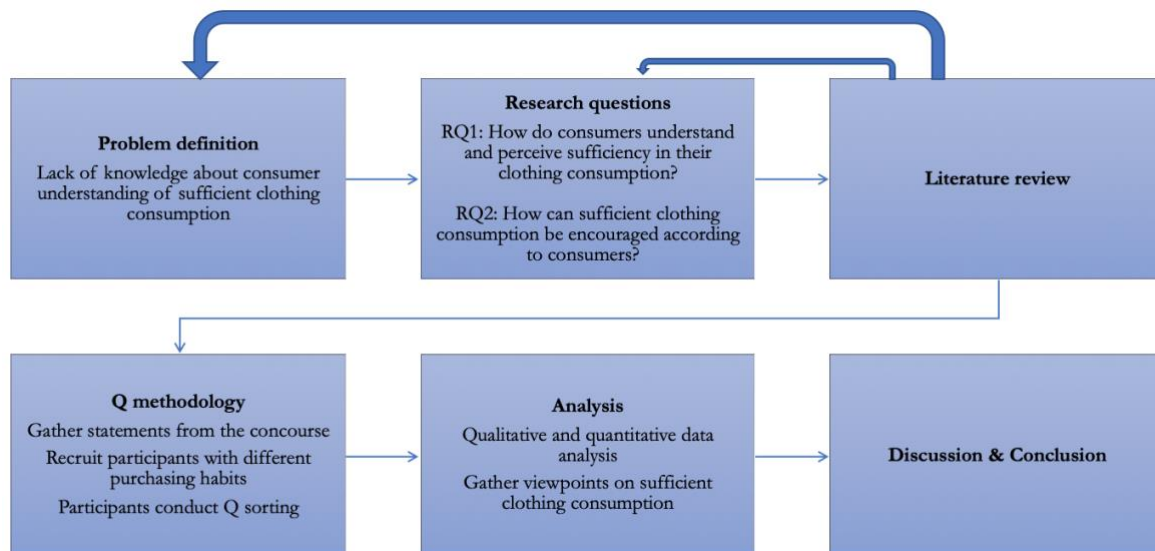 Problem definition
Lack of knowledge about consumer
understanding of sufficient clothing
consumption
Research questions
RQ1: How do consumers understand
and perceive sufficiency in their
clothing consumption?
RQ2: How can sufficient clothing
consumption be encouraged according
to consumers?
Literature review
Q methodology
Gather statements from the concourse
Recruit participants with different
purchasing habits
Participants conduct Q sorting
Analysis
Qualitative and quantitative data
analysis
Gather viewpoints on sufficient
clothing consumption
Discussion & Conclusion